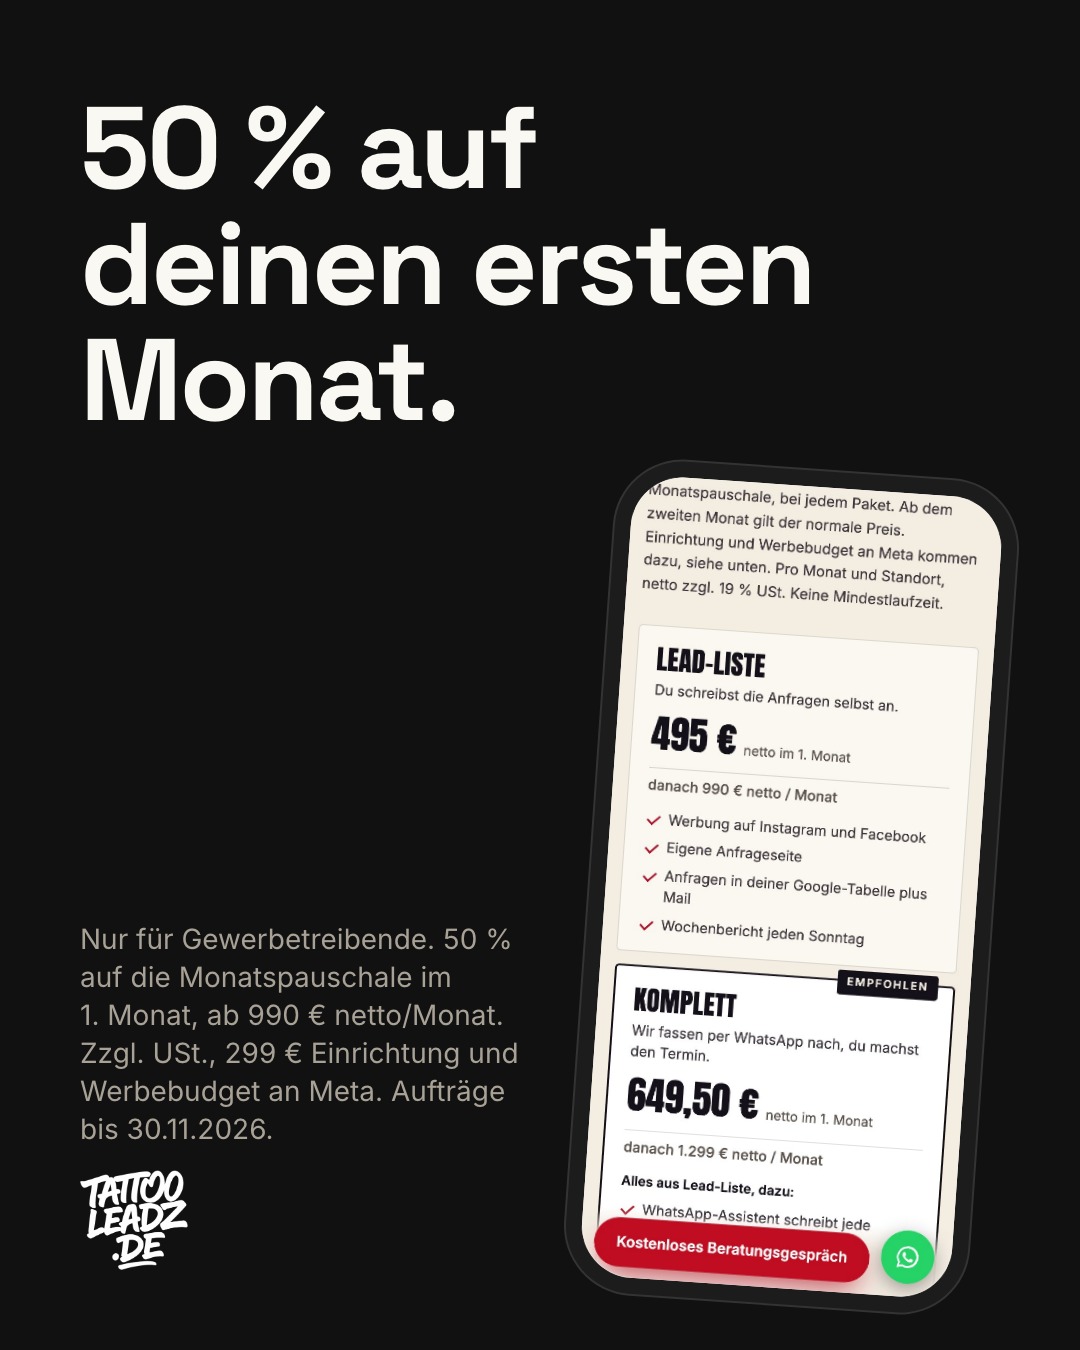 50 % auf
deinen ersten
Monat.
Monatspauschale, bei jedem Paket. Ab dem
zweiten Monat gilt der normale Preis.
Einrichtung und Werbebudget an Meta kommen
dazu, siehe unten. Pro Monat und Standort,
netto zzgl. 19 % USt. Keine Mindestlaufzeit.
LEAD-LISTE
Du schreibst die Anfragen selbst an.
495 € netto im 1. Monat
danach 990 € netto / Monat
Werbung auf Instagram und Facebook
Eigene Anfrageseite
Anfragen in deiner Google-Tabelle plus
Mail
Wochenbericht jeden Sonntag
EMPFOHLEN
KOMPLETT
Wir fassen per WhatsApp nach, du machst
den Termin.
649,50 € netto im 1. Monat
danach 1.299 € netto / Monat
Alles aus Lead-Liste, dazu:
WhatsApp-Assistent schreibt jede
Kostenloses Beratungsgespräch
Nur für Gewerbetreibende. 50 %
auf die Monatspauschale im
1. Monat, ab 990 € netto/Monat.
Zzgl. USt., 299 € Einrichtung und
Werbebudget an Meta. Aufträge
bis 30.11.2026.
TATTOO
LEADZ
.DE